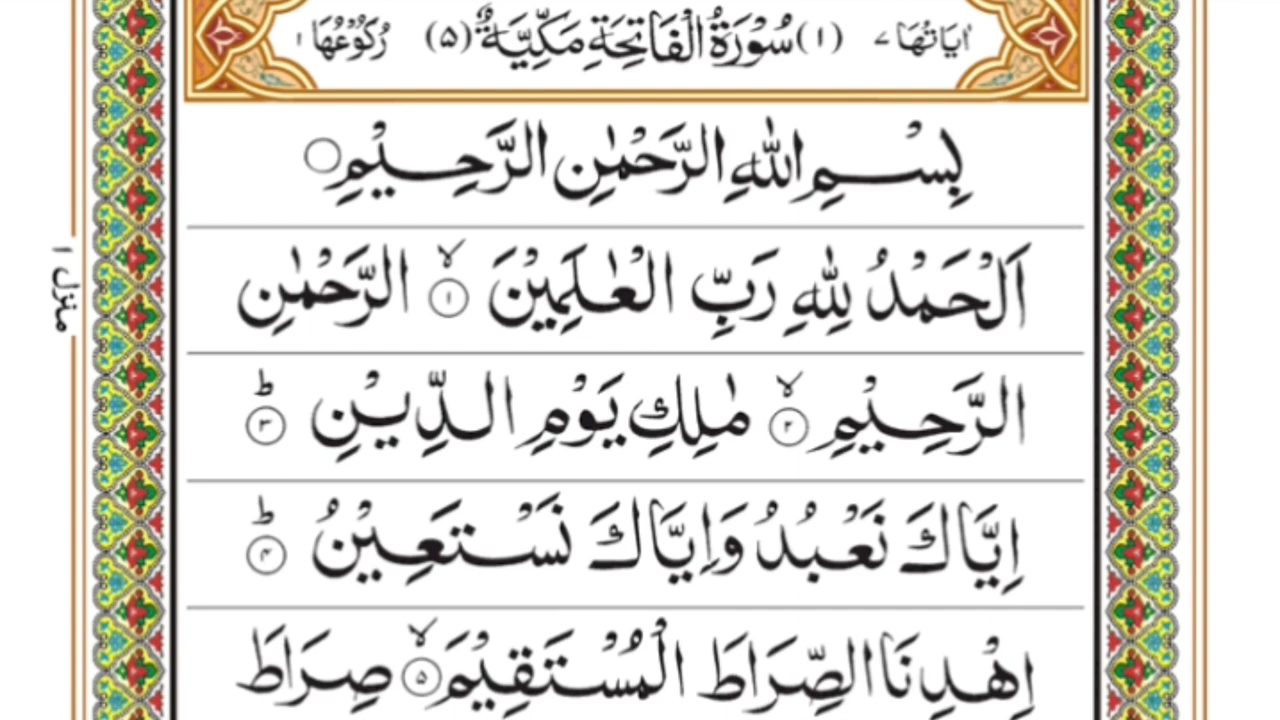 اٰيَاتُهَا ٧ (١) سُوْرَةُ الْفَاتِحَةِ مَكِّيَّةٌ (٥) رُكُوْعُهَا ١
بِسْمِ اللّٰهِ الرَّحْمٰنِ الرَّحِيْمِ ○
اَلْحَمْدُ لِلّٰهِ رَبِّ الْعٰلَمِيْنَ ۙ ١ الرَّحْمٰنِ
الرَّحِيْمِ ۙ ٢ مٰلِكِ يَوْمِ الدِّيْنِ ؕ ٣
اِيَّاكَ نَعْبُدُ وَاِيَّاكَ نَسْتَعِيْنُ ؕ ٤
اِهْدِنَا الصِّرَاطَ الْمُسْتَقِيْمَ ۙ ٥ صِرَاطَ
منزل ١